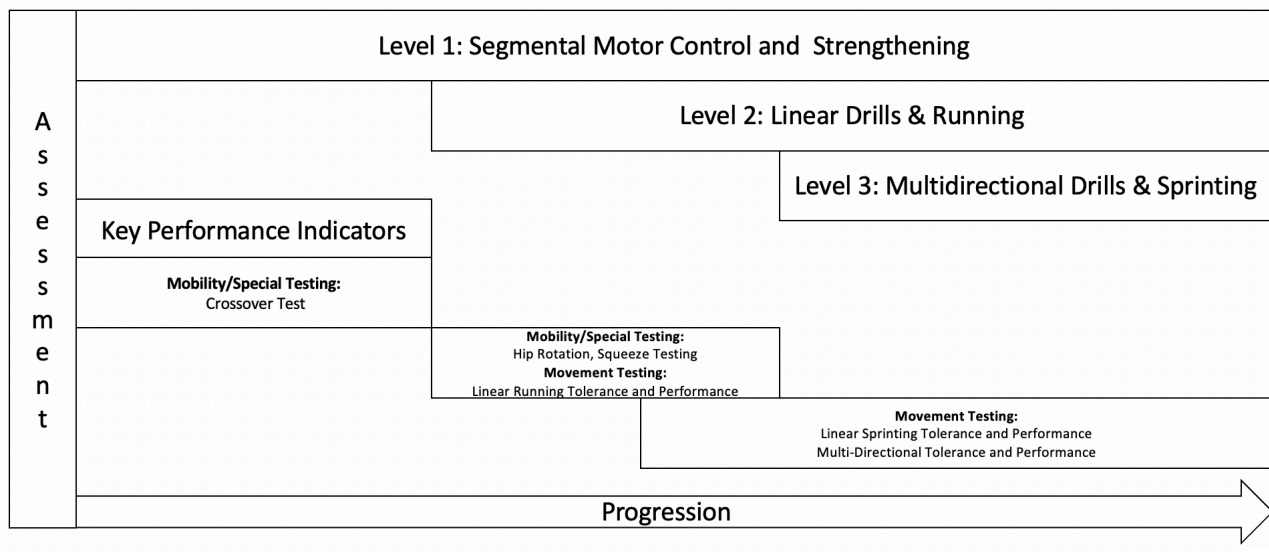 Level 1: Segmental Motor Control and Strengthening
Level 2: Linear Drills & Running
Level 3: Multidirectional Drills & Sprinting
Assessment
Key Performance Indicators
Mobility/Special Testing:
Crossover Test
Mobility/Special Testing:
Hip Rotation, Squeeze Testing
Movement Testing:
Linear Running Tolerance and Performance
Movement Testing:
Linear Sprinting Tolerance and Performance
Multi-Directional Tolerance and Performance
Progression